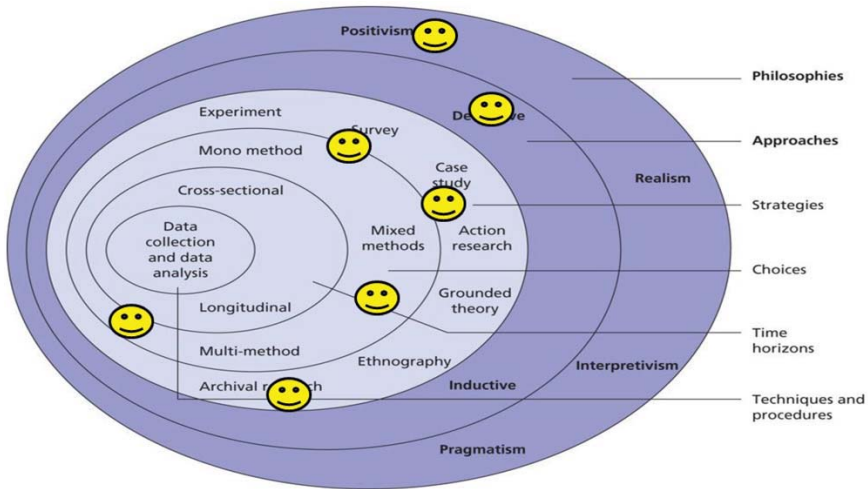 Positivism
Philosophies
Experiment
Survey
Approaches
Mono method
Case
study
Realism
Cross-sectional
Strategies
Data
collection
and data
analysis
Mixed
methods
Action
research
Choices
Longitudinal
Grounded
theory
Time
horizons
Multi-method
Ethnography
Interpretivism
Archival
Inductive
Techniques and
procedures
Pragmatism